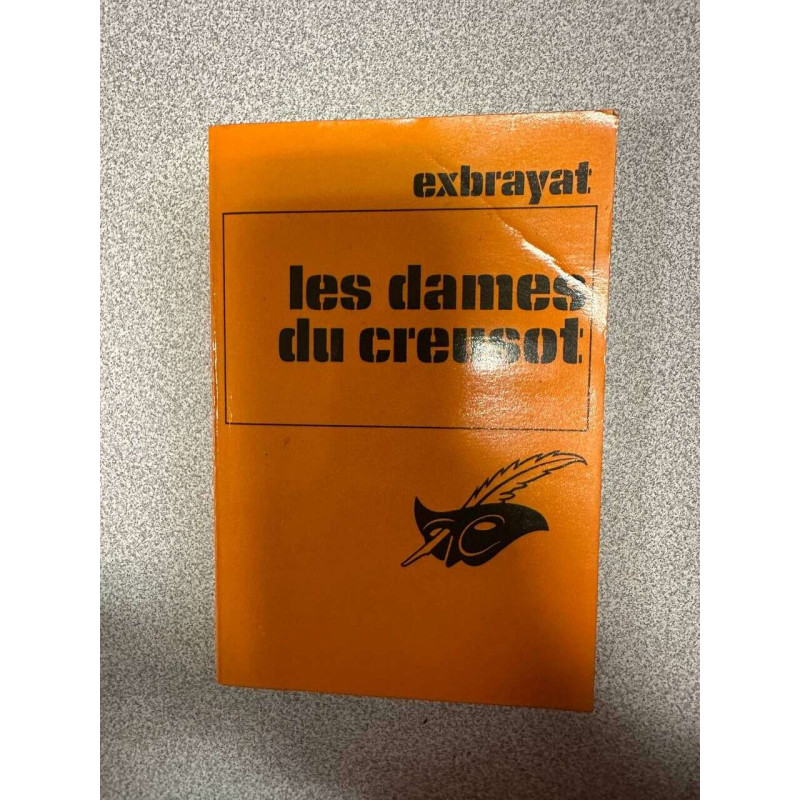 exbrayat
les dames
du creusot